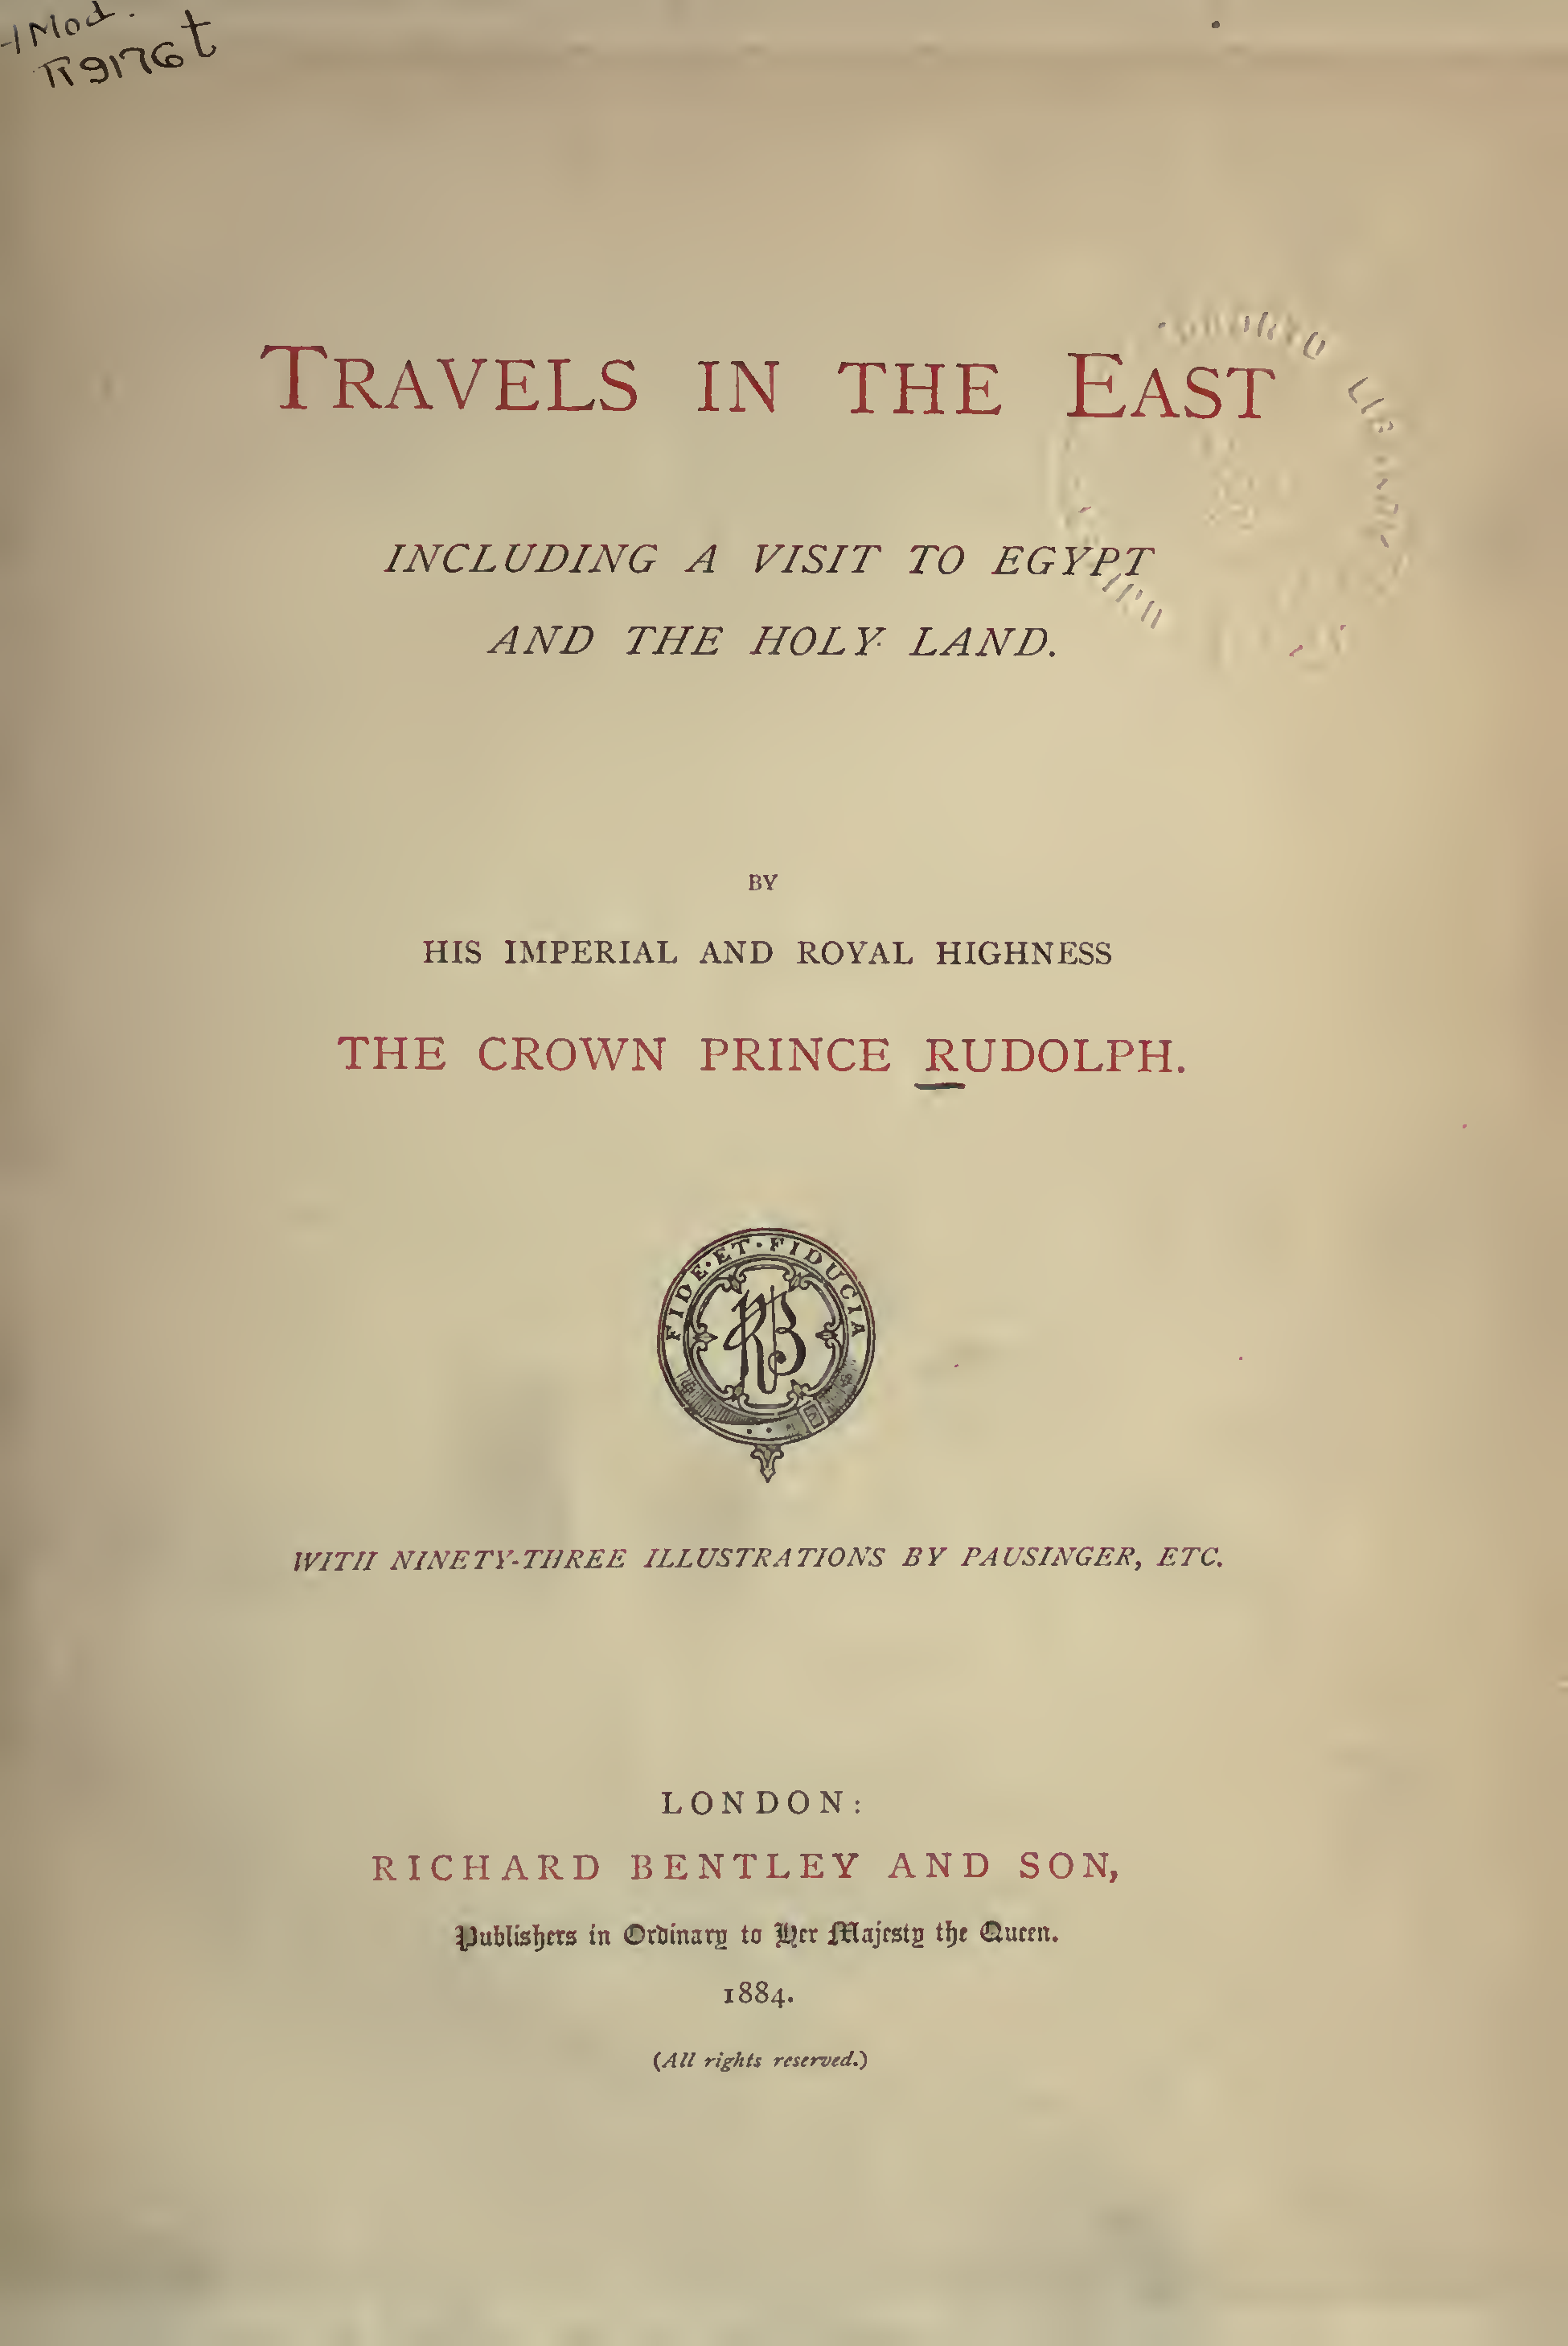 TRAVELS IN THE EAST
INCLUDING A VISIT TO EGYPT
AND THE HOLY LAND.
BY
HIS IMPERIAL AND ROYAL HIGHNESS
THE CROWN PRINCE RUDOLPH.
FIDE·ET·FIDUCIA
RB
WITH NINETY-THREE ILLUSTRATIONS BY PAUSINGER, ETC.
LONDON:
RICHARD BENTLEY AND SON,
Publishers in Ordinary to Her Majesty the Queen.
1884.
(All rights reserved.)